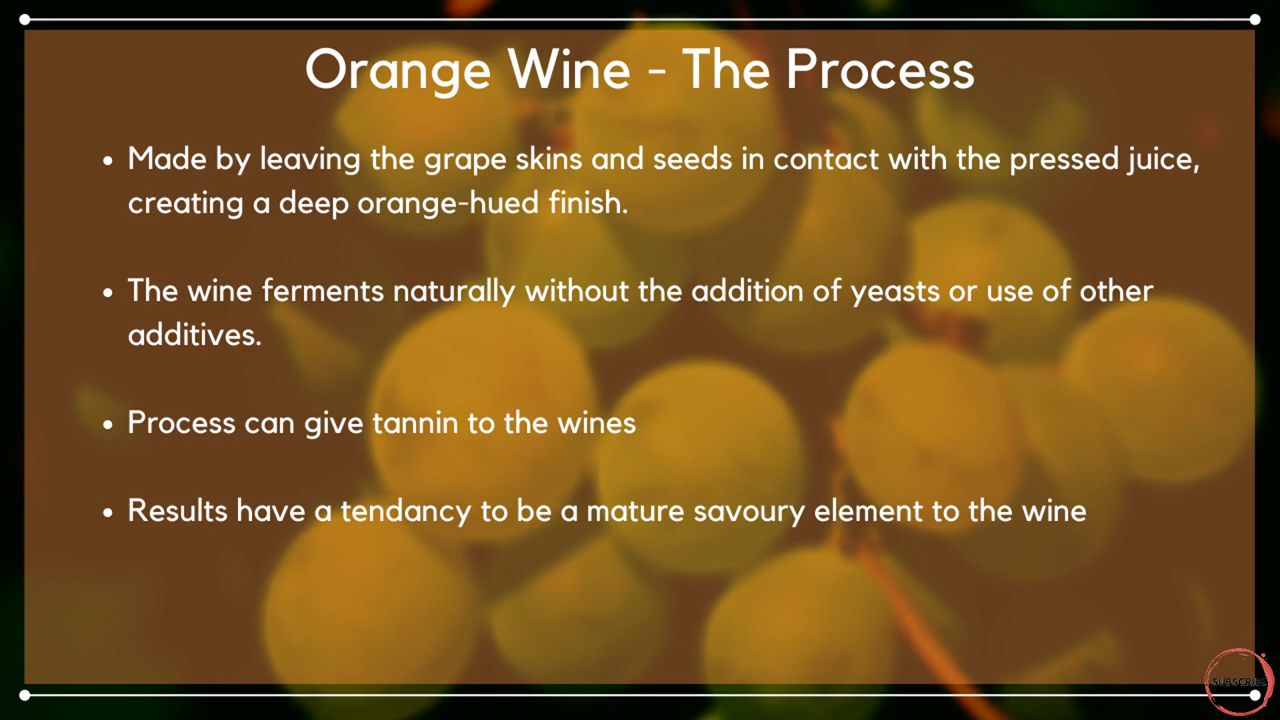 Orange Wine - The Process
• Made by leaving the grape skins and seeds in contact with the pressed juice,
creating a deep orange-hued finish.
• The wine ferments naturally without the addition of yeasts or use of other
additives.
• Process can give tannin to the wines
• Results have a tendancy to be a mature savoury element to the wine
SUBSCRIBE